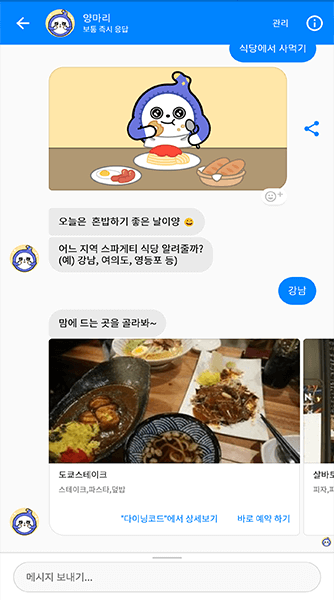 양마리
보통 즉시 응답
관리
식당에서 사먹기
오늘은 혼밥하기 좋은 날이양
어느 지역 스파게티 식당 알려줄까?
(예) 강남, 여의도, 영등포 등)
강남
맘에 드는 곳을 골라봐~
도쿄스테이크
스테이크,파스타,덮밥
"다이닝코드"에서 상세보기
바로 예약 하기
살바토
피자,파
메시지 보내기...